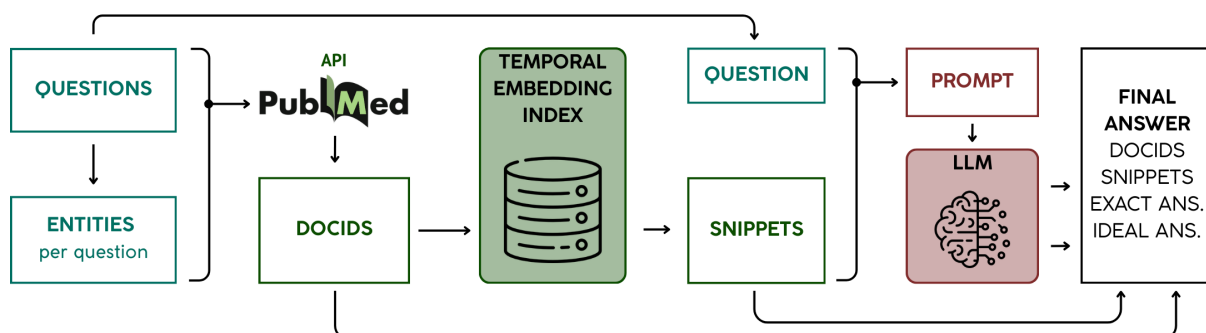 QUESTIONS
ENTITIES
per question
API
PubMed
DOCIDS
TEMPORAL
EMBEDDING
INDEX
QUESTION
SNIPPETS
PROMPT
LLM
FINAL
ANSWER
DOCIDS
SNIPPETS
EXACT ANS.
IDEAL ANS.